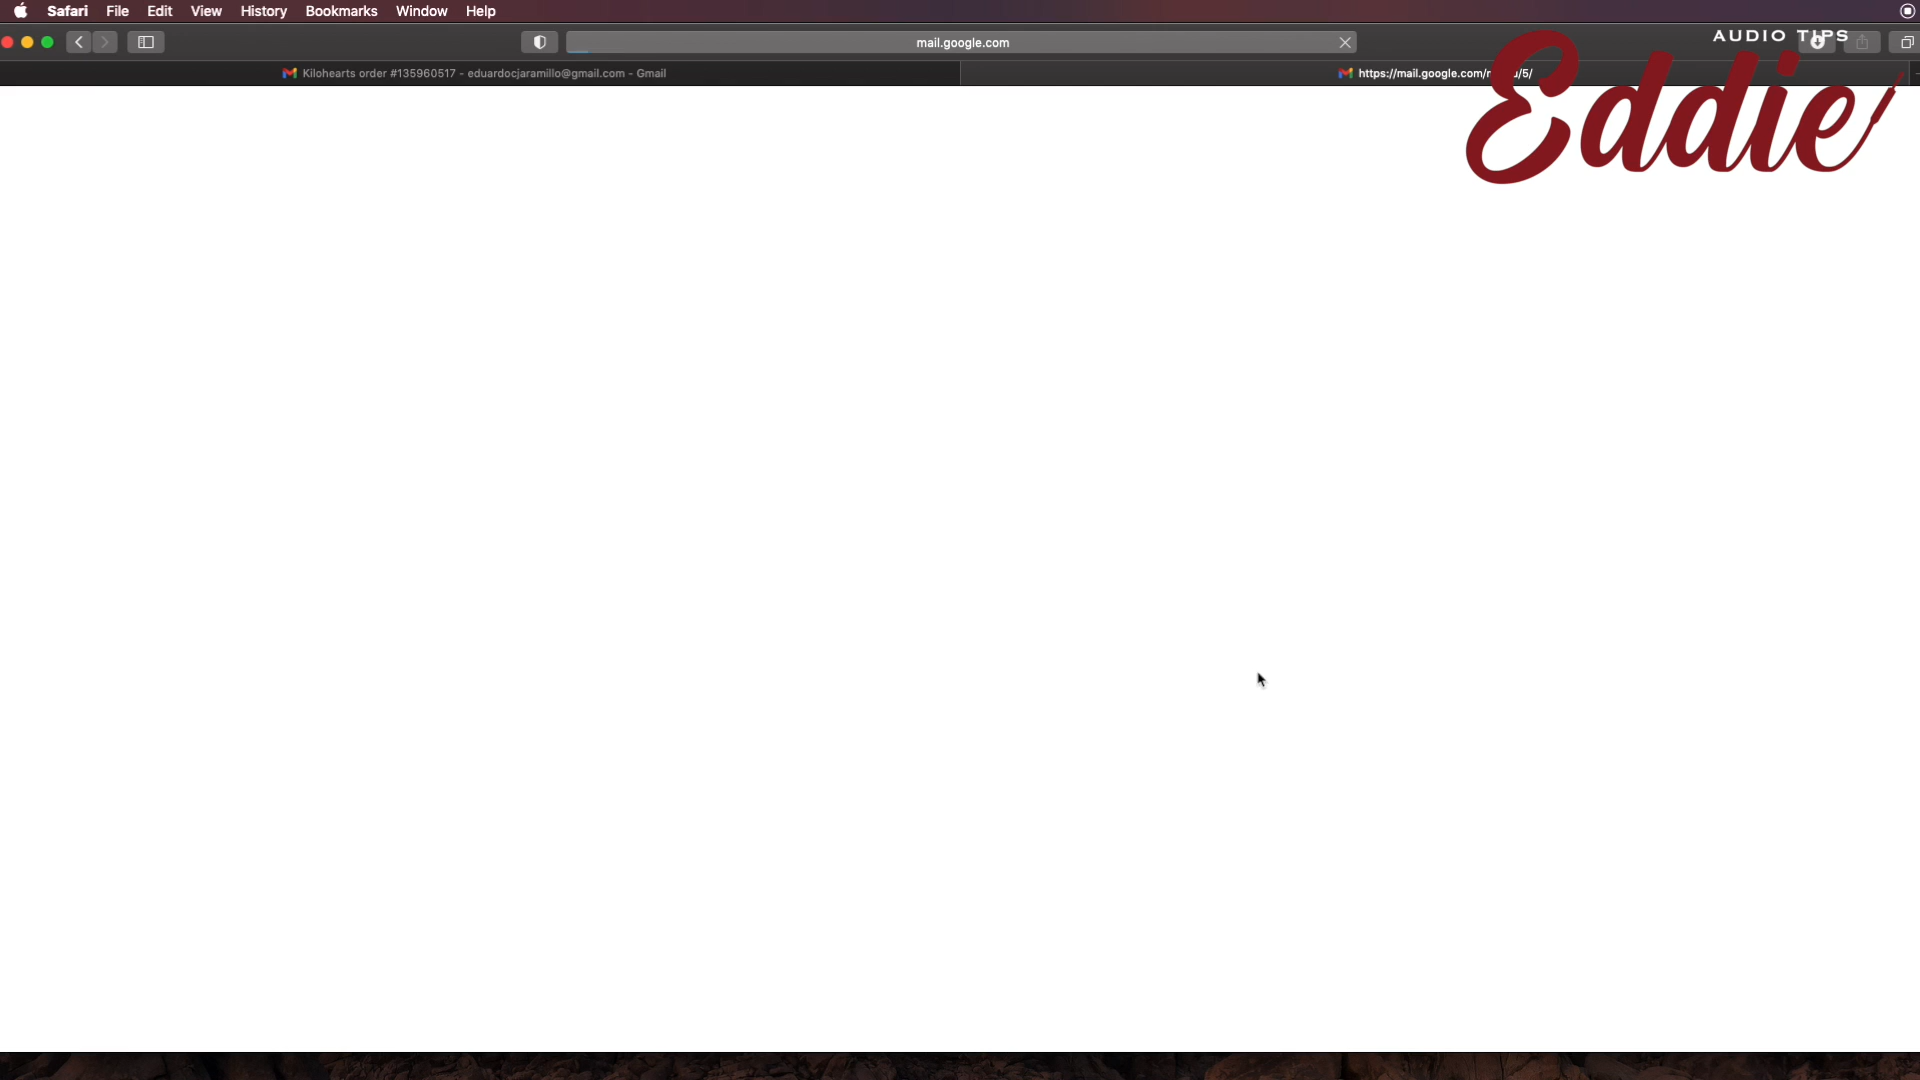 Safari File Edit View History Bookmarks Window Help
mail.google.com
AUDIO TIPS
Eddie
Kilohearts order #135960517 - eduardocjaramillo@gmail.com - Gmail
https://mail.google.com/
/5/